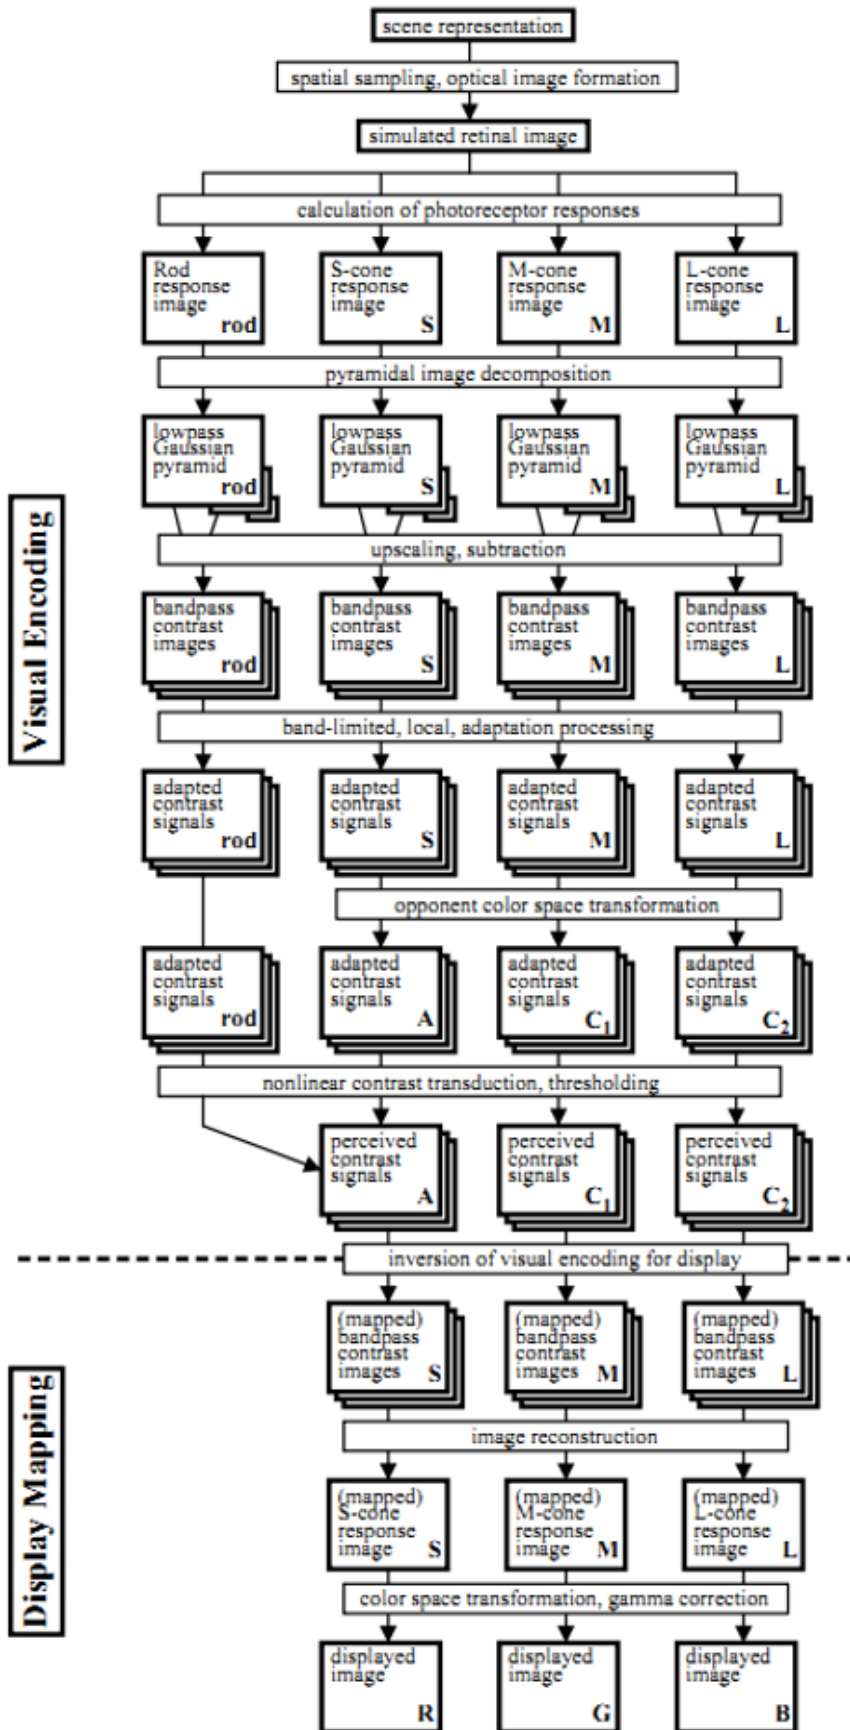 scene representation
spatial sampling, optical image formation
simulated retinal image
calculation of photoreceptor responses
Rod
response
image
rod
S-cone
response
image
S
M-cone
response
image
M
L-cone
response
image
L
pyramidal image decomposition
lowpass
Gaussian
pyramid
rod
lowpass
Gaussian
pyramid
S
lowpass
Gaussian
pyramid
M
lowpass
Gaussian
pyramid
L
Visual Encoding
upscaling, subtraction
bandpass
contrast
images
rod
bandpass
contrast
images
S
bandpass
contrast
images
M
bandpass
contrast
images
L
band-limited, local, adaptation processing
adapted
contrast
signals
rod
adapted
contrast
signals
S
adapted
contrast
signals
M
adapted
contrast
signals
L
opponent color space transformation
adapted
contrast
signals
rod
adapted
contrast
signals
A
adapted
contrast
signals
C1
adapted
contrast
signals
C2
nonlinear contrast transduction, thresholding
perceived
contrast
signals
A
perceived
contrast
signals
C1
perceived
contrast
signals
C2
inversion of visual encoding for display
Display Mapping
(mapped)
bandpass
contrast
images
S
(mapped)
bandpass
contrast
images
M
(mapped)
bandpass
contrast
images
L
image reconstruction
(mapped)
S-cone
response
image
S
(mapped)
M-cone
response
image
M
(mapped)
L-cone
response
image
L
color space transformation, gamma correction
displayed
image
R
displayed
image
G
displayed
image
B